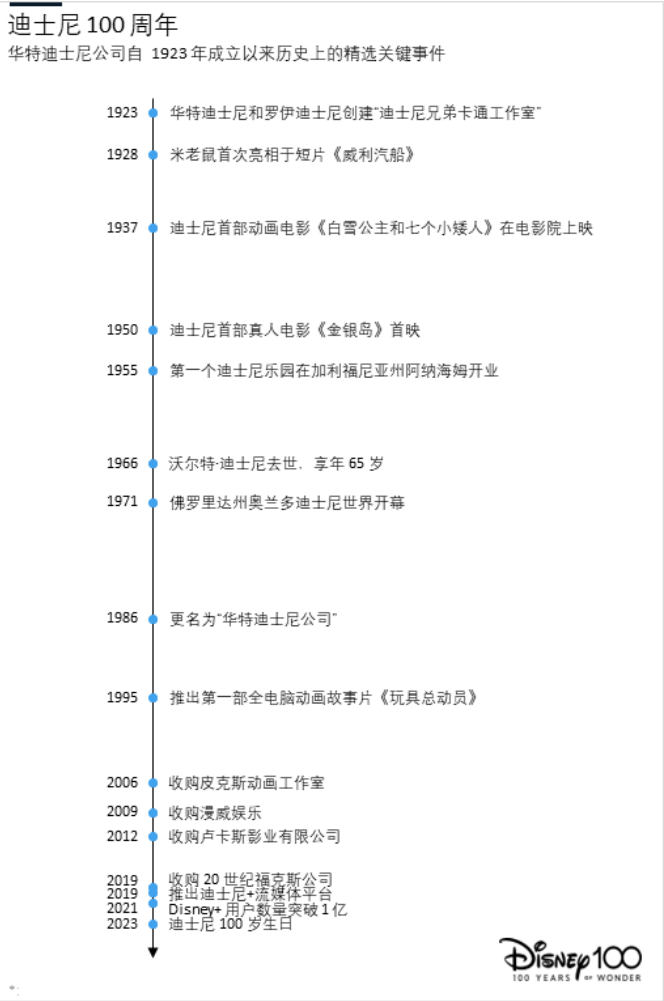 迪士尼 100 周年
华特迪士尼公司自 1923 年成立以来历史上的精选关键事件
1923 华特迪士尼和罗伊迪士尼创建“迪士尼兄弟卡通工作室”
1928 米老鼠首次亮相于短片《威利汽船》
1937 迪士尼首部动画电影《白雪公主和七个小矮人》在电影院上映
1950 迪士尼首部真人电影《金银岛》首映
1955 第一个迪士尼乐园在加利福尼亚州阿纳海姆开业
1966 沃尔特·迪士尼去世，享年 65 岁
1971 佛罗里达州奥兰多迪士尼世界开幕
1986 更名为“华特迪士尼公司”
1995 推出第一部全电脑动画故事片《玩具总动员》
2006 收购皮克斯动画工作室
2009 收购漫威娱乐
2012 收购卢卡斯影业有限公司
2019 收购 20 世纪福克斯公司
2019 推出迪士尼+流媒体平台
2021 Disney+ 用户数量突破 1 亿
2023 迪士尼 100 岁生日
Disney100
100 YEARS OF WONDER